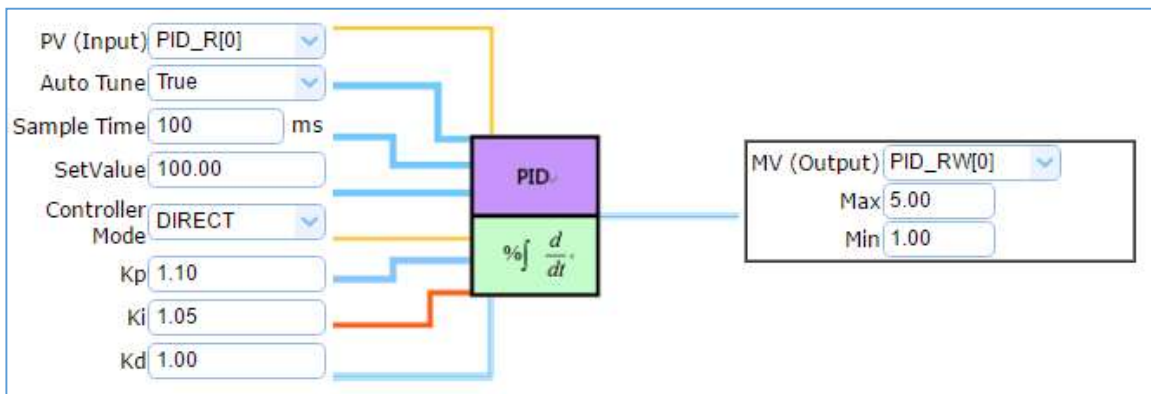 PV (Input) PID_R[0]
Auto Tune True
Sample Time 100 ms
SetValue 100.00
Controller
Mode DIRECT
Kp 1.10
Ki 1.05
Kd 1.00
PID
%∫ d/dt
MV (Output) PID_RW[0]
Max 5.00
Min 1.00